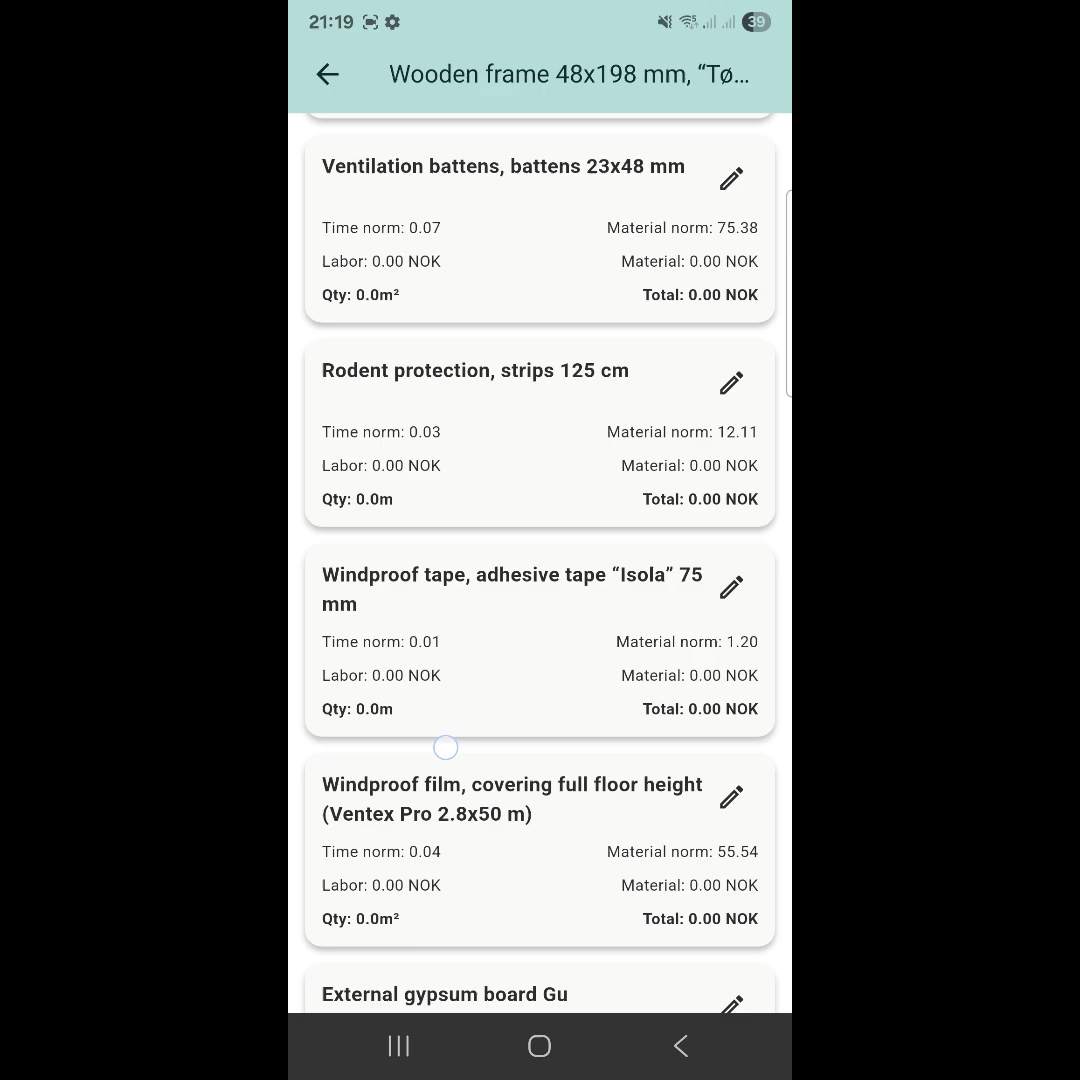 21:19
39
Wooden frame 48x198 mm, “Tø...
Ventilation battens, battens 23x48 mm
Time norm: 0.07
Material norm: 75.38
Labor: 0.00 NOK
Material: 0.00 NOK
Qty: 0.0m²
Total: 0.00 NOK
Rodent protection, strips 125 cm
Time norm: 0.03
Material norm: 12.11
Labor: 0.00 NOK
Material: 0.00 NOK
Qty: 0.0m
Total: 0.00 NOK
Windproof tape, adhesive tape “Isola” 75
mm
Time norm: 0.01
Material norm: 1.20
Labor: 0.00 NOK
Material: 0.00 NOK
Qty: 0.0m
Total: 0.00 NOK
Windproof film, covering full floor height
(Ventex Pro 2.8x50 m)
Time norm: 0.04
Material norm: 55.54
Labor: 0.00 NOK
Material: 0.00 NOK
Qty: 0.0m²
Total: 0.00 NOK
External gypsum board Gu